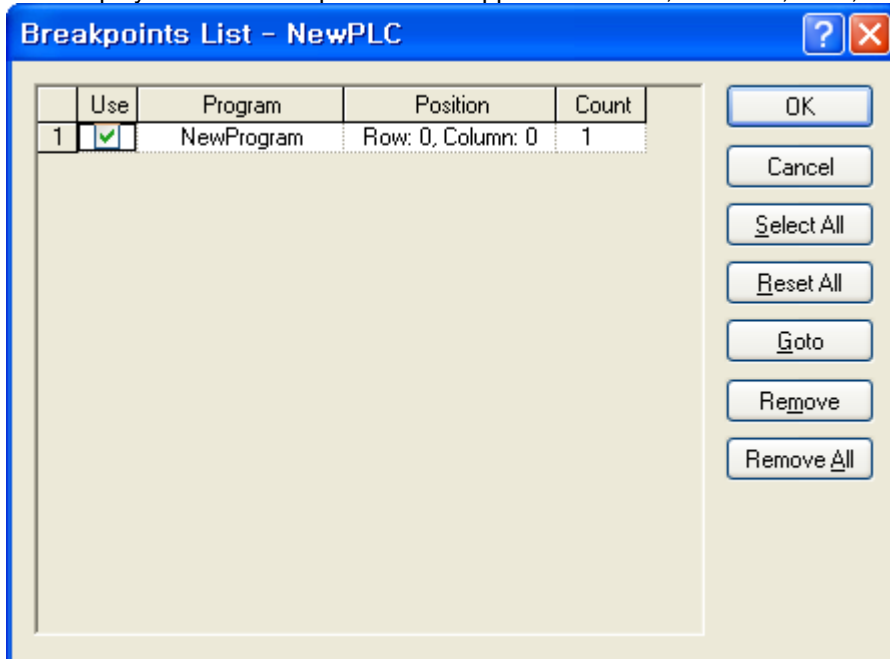 Breakpoints List - NewPLC
Use Program Position Count
1 NewProgram Row: 0, Column: 0 1
OK
Cancel
Select All
Reset All
Goto
Remove
Remove All